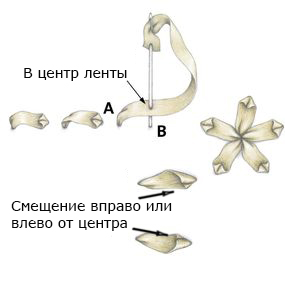 В центр ленты
А
В
Смещение вправо или
влево от центра